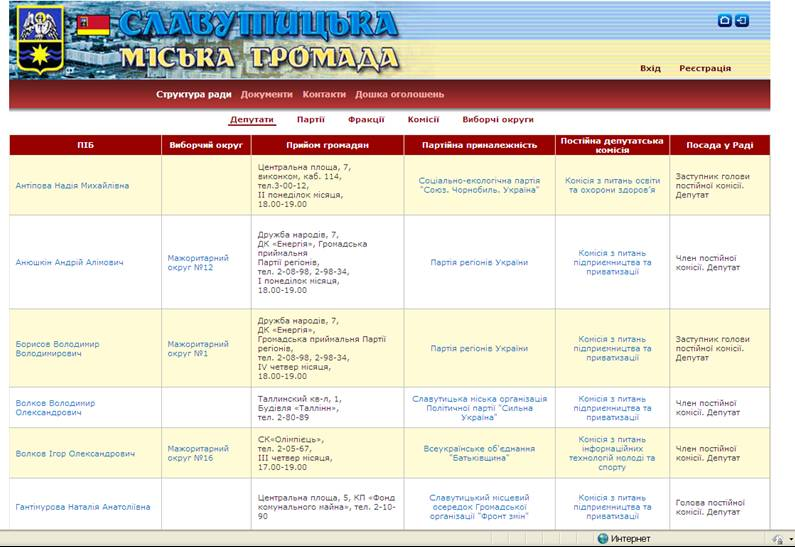 СЛАВУТИЦЬКА
МІСЬКА ГРОМАДА
Вхід Реєстрація
Структура ради Документи Контакти Дошка оголошень
Депутати Партії Фракції Комісії Виборчі округи
ПІБ
Виборчий округ
Прийом громадян
Партійна приналежність
Постійна депутатська
комісія
Посада у Раді
Антіпова Надія Михайлівна
Центральна площа, 7,
виконком, каб. 114,
тел.3-00-12,
II понеділок місяця,
18.00-19.00
Соціально-екологічна партія
"Союз. Чорнобиль. Україна"
Комісія з питань освіти
та охорони здоров'я
Заступник голови
постійної комісії.
Депутат
Анюшкін Андрій Алімович
Мажоритарний
округ №12
Дружба народів, 7,
ДК «Енергія», Громадська
приймальня
Партії регіонів,
тел. 2-08-98, 2-98-34,
I понеділок місяця,
18.00-19.00
Партія регіонів України
Комісія з питань
підприємництва та
приватизації
Член постійної
комісії. Депутат
Борисов Володимир
Володимирович
Мажоритарний
округ №1
Дружба народів, 7,
ДК «Енергія»,
Громадська приймальня Партії
регіонів,
тел. 2-08-98, 2-98-34,
IV четвер місяця,
18.00-19.00
Партія регіонів України
Комісія з питань
підприємництва та
приватизації
Заступник голови
постійної комісії.
Депутат
Волков Володимир
Олександрович
Таллинский кв-л, 1,
Будівля «Таллінн»,
тел. 2-80-89
Славутицька міська організація
Політичної партії "Сильна
Україна"
Комісія з питань
підприємництва та
приватизації
Член постійної
комісії. Депутат
Волков Ігор Олександрович
Мажоритарний
округ №16
СК«Олімпієць»,
тел. 2-05-67,
III четвер місяця,
17.00-19.00
Всеукраїнське об'єднання
"Батьківщина"
Комісія з питань
інформаційних
технологій молоді та
спорту
Член постійної
комісії. Депутат
Гантімурова Наталія Анатоліївна
Центральна площа, 5, КП «Фонд
комунального майна», тел. 2-10-
90
Славутицький місцевий
осередок Громадської
організації "Фронт змін"
Комісія з питань
підприємництва та
приватизації
Голова постійної
комісії. Депутат
Интернет